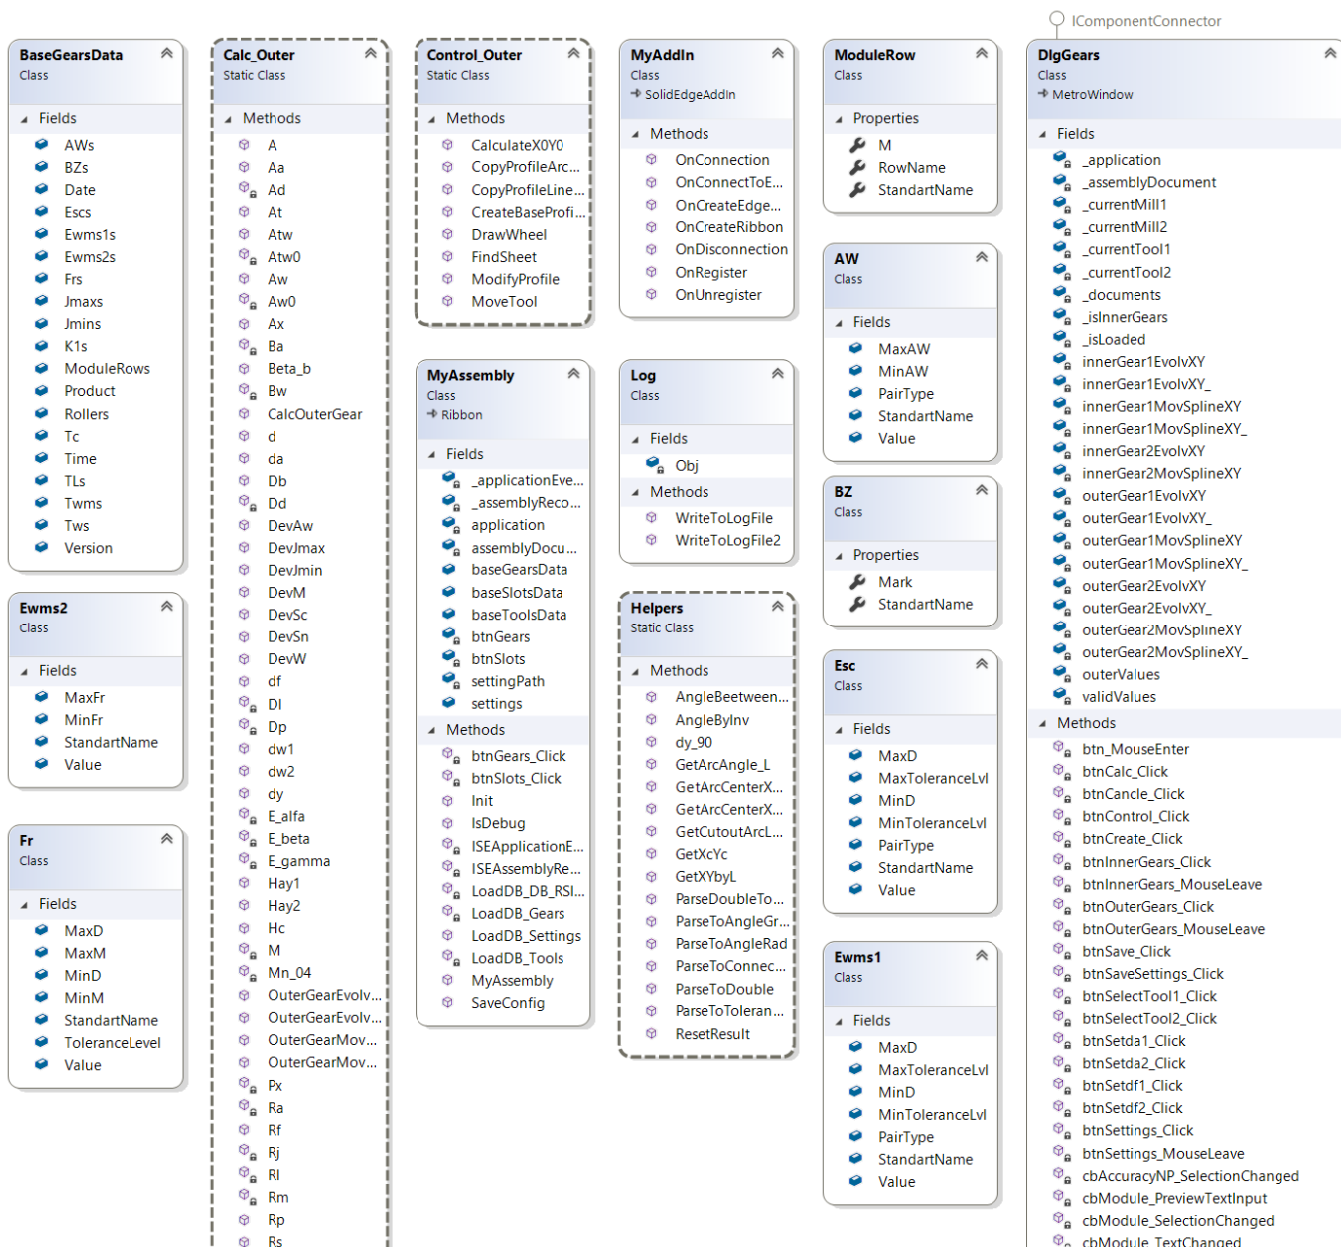 IComponentConnector
BaseGearsData
Class
Fields
AWs
BZs
Date
Escs
Ewms1s
Ewms2s
Frs
Jmaxs
Jmins
K1s
ModuleRows
Product
Rollers
Tc
Time
TLs
Twms
Tws
Version
Ewms2
Class
Fields
MaxFr
MinFr
StandartName
Value
Fr
Class
Fields
MaxD
MaxM
MinD
MinM
StandartName
ToleranceLevel
Value
Calc_Outer
Static Class
Methods
A
Aa
Ad
At
Atw
Atw0
Aw
Aw0
Ax
Ba
Beta_b
Bw
CalcOuterGear
d
da
Db
Dd
DevAw
DevJmax
DevJmin
DevM
DevSc
DevSn
DevW
df
Dl
Dp
dw1
dw2
dy
E_alfa
E_beta
E_gamma
Hay1
Hay2
Hc
M
Mn_04
OuterGearEvolv...
OuterGearEvolv...
OuterGearMov...
OuterGearMov...
Px
Ra
Rf
Rj
Rl
Rm
Rp
Rs
Control_Outer
Static Class
Methods
CalculateX0Y0
CopyProfileArc...
CopyProfileLine...
CreateBaseProfi...
DrawWheel
FindSheet
ModifyProfile
MoveTool
MyAssembly
Class
Ribbon
Fields
_applicationEve...
_assemblyReco...
application
assemblyDocu...
baseGearsData
baseSlotsData
baseToolsData
btnGears
btnSlots
settingPath
settings
Methods
btnGears_Click
btnSlots_Click
Init
IsDebug
ISEApplicationE...
ISEAssemblyRe...
LoadDB_DB_RSI...
LoadDB_Gears
LoadDB_Settings
LoadDB_Tools
MyAssembly
SaveConfig
MyAddIn
Class
SolidEdgeAddIn
Methods
OnConnection
OnConnectToE...
OnCreateEdge...
OnCreateRibbon
OnDisconnection
OnRegister
OnUnregister
Log
Class
Fields
Obj
Methods
WriteToLogFile
WriteToLogFile2
Helpers
Static Class
Methods
AngleBeetween...
AngleByInv
dy_90
GetArcAngle_L
GetArcCenterX...
GetArcCenterX...
GetCutoutArcL...
GetXcYc
GetXYbyL
ParseDoubleTo...
ParseToAngleGr...
ParseToAngleRad
ParseToConnec...
ParseToDouble
ParseToToleran...
ResetResult
ModuleRow
Class
Properties
M
RowName
StandartName
AW
Class
Fields
MaxAW
MinAW
PairType
StandartName
Value
BZ
Class
Properties
Mark
StandartName
Esc
Class
Fields
MaxD
MaxToleranceLvl
MinD
MinToleranceLvl
PairType
StandartName
Value
Ewms1
Class
Fields
MaxD
MaxToleranceLvl
MinD
MinToleranceLvl
PairType
StandartName
Value
DlgGears
Class
MetroWindow
Fields
_application
_assemblyDocument
_currentMill1
_currentMill2
_currentTool1
_currentTool2
_documents
_isInnerGears
_isLoaded
innerGear1EvolvXY
innerGear1EvolvXY_
innerGear1MovSplineXY
innerGear1MovSplineXY_
innerGear2EvolvXY
innerGear2MovSplineXY
outerGear1EvolvXY
outerGear1EvolvXY_
outerGear1MovSplineXY
outerGear1MovSplineXY_
outerGear2EvolvXY
outerGear2EvolvXY_
outerGear2MovSplineXY
outerGear2MovSplineXY_
outerValues
validValues
Methods
btn_MouseEnter
btnCalc_Click
btnCancle_Click
btnControl_Click
btnCreate_Click
btnInnerGears_Click
btnInnerGears_MouseLeave
btnOuterGears_Click
btnOuterGears_MouseLeave
btnSave_Click
btnSaveSettings_Click
btnSelectTool1_Click
btnSelectTool2_Click
btnSetda1_Click
btnSetda2_Click
btnSetdf1_Click
btnSetdf2_Click
btnSettings_Click
btnSettings_MouseLeave
cbAccuracyNP_SelectionChanged
cbModule_PreviewTextInput
cbModule_SelectionChanged
cbModule_TextChanged